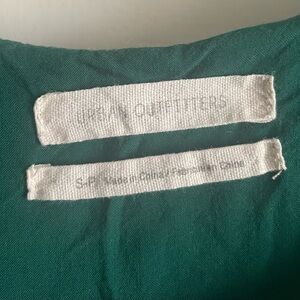 URBAN OUTFITTERS
S-P Made in China / Fabriqué en Chine